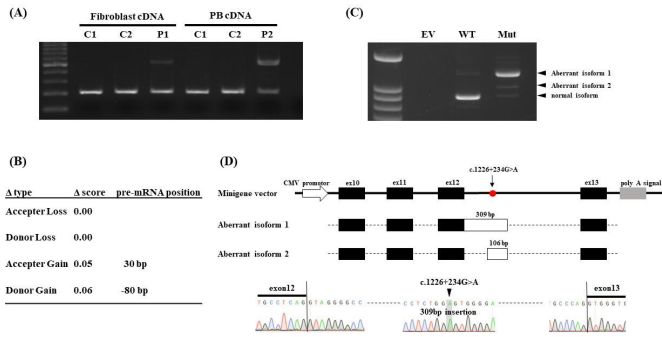 (A)
Fibroblast cDNA PB cDNA
C1 C2 P1 C1 C2 P2
(C)
EV WT Mut
Aberrant isoform 1
Aberrant isoform 2
normal isoform
(B)
Δ type Δ score pre-mRNA position
Accepter Loss 0.00
Donor Loss 0.00
Accepter Gain 0.05 30 bp
Donor Gain 0.06 -80 bp
(D)
c.1226+234G>A
CMV promotor ex10 ex11 ex12 ex13 poly A signal
Minigene vector
309 bp
Aberrant isoform 1
106 bp
Aberrant isoform 2
c.1226+234G>A
exon12 exon13
TGCCTCAGGTAGGGGCC CCTCTGGAGTGGGGA TGCCCAGGTGGGTC
309bp insertion